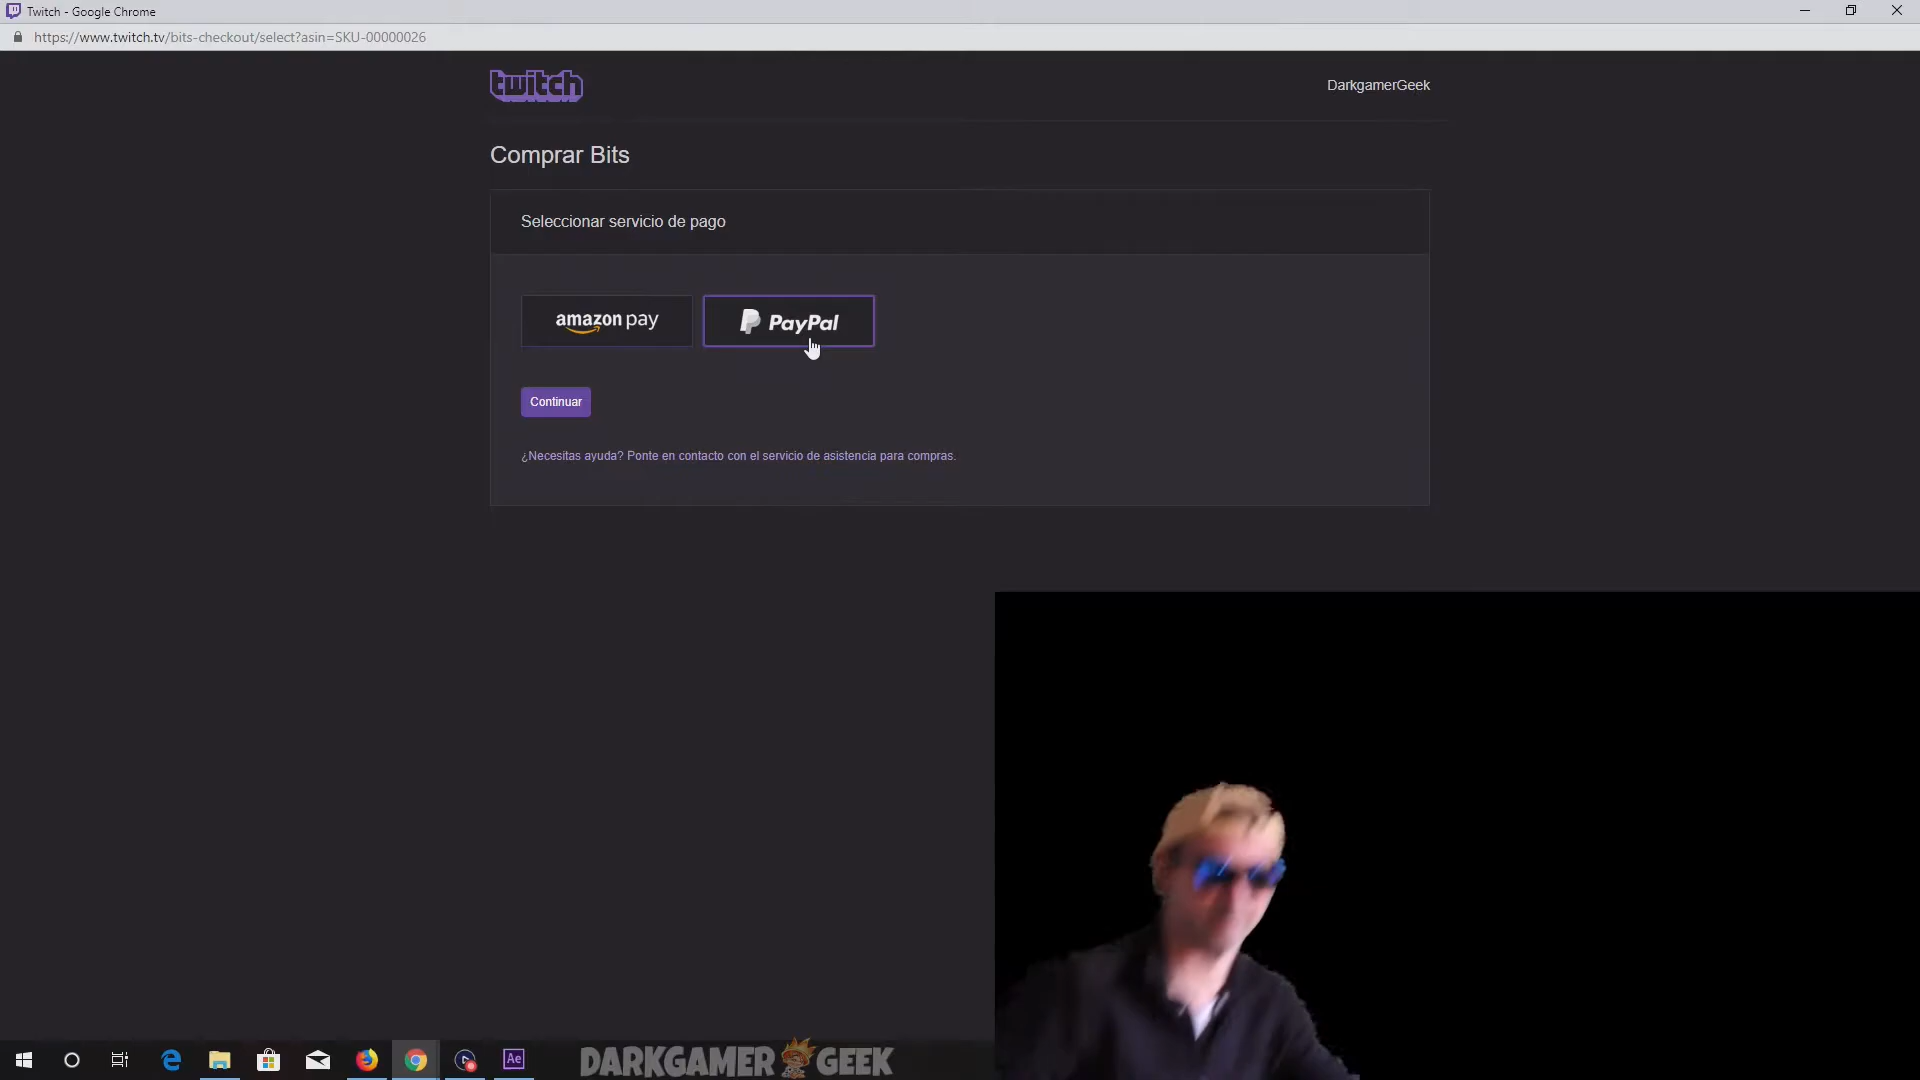 Twitch - Google Chrome
https://www.twitch.tv/bits-checkout/select?asin=SKU-00000026
twitch
DarkgamerGeek
Comprar Bits
Seleccionar servicio de pago
amazon pay
PayPal
Continuar
¿Necesitas ayuda? Ponte en contacto con el servicio de asistencia para compras.
Ae
DARKGAMER GEEK